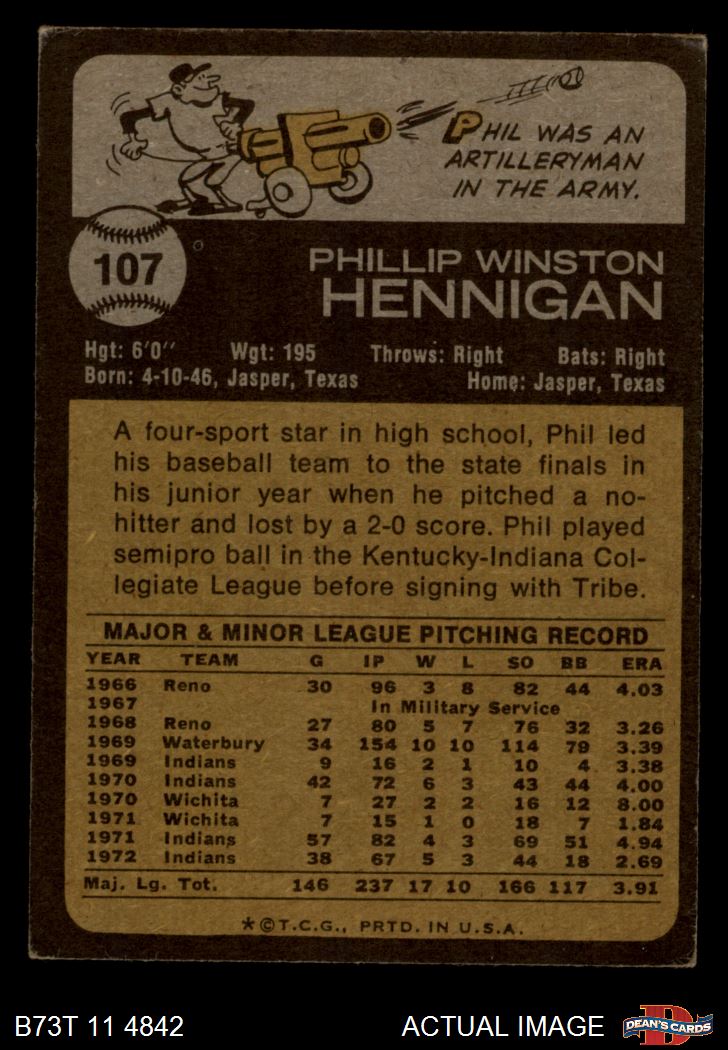 PHIL WAS AN
ARTILLERYMAN
IN THE ARMY.
107
PHILLIP WINSTON
HENNIGAN
Hgt: 6'0" Wgt: 195 Throws: Right Bats: Right
Born: 4-10-46, Jasper, Texas Home: Jasper, Texas
A four-sport star in high school, Phil led
his baseball team to the state finals in
his junior year when he pitched a no-
hitter and lost by a 2-0 score. Phil played
semipro ball in the Kentucky-Indiana Col-
legiate League before signing with Tribe.
MAJOR & MINOR LEAGUE PITCHING RECORD
YEAR TEAM G IP W L SO BB ERA
1966 Reno 30 96 3 8 82 44 4.03
1967 In Military Service
1968 Reno 27 80 5 7 76 32 3.26
1969 Waterbury 34 154 10 10 114 79 3.39
1969 Indians 9 16 2 1 10 4 3.38
1970 Indians 42 72 6 3 43 44 4.00
1970 Wichita 7 27 2 2 16 12 8.00
1971 Wichita 7 15 1 0 18 7 1.84
1971 Indians 57 82 4 3 69 51 4.94
1972 Indians 38 67 5 3 44 18 2.69
Maj. Lg. Tot. 146 237 17 10 166 117 3.91
*©T.C.G., PRTD. IN U.S.A.
B73T 11 4842 ACTUAL IMAGE D DEAN'S CARDS